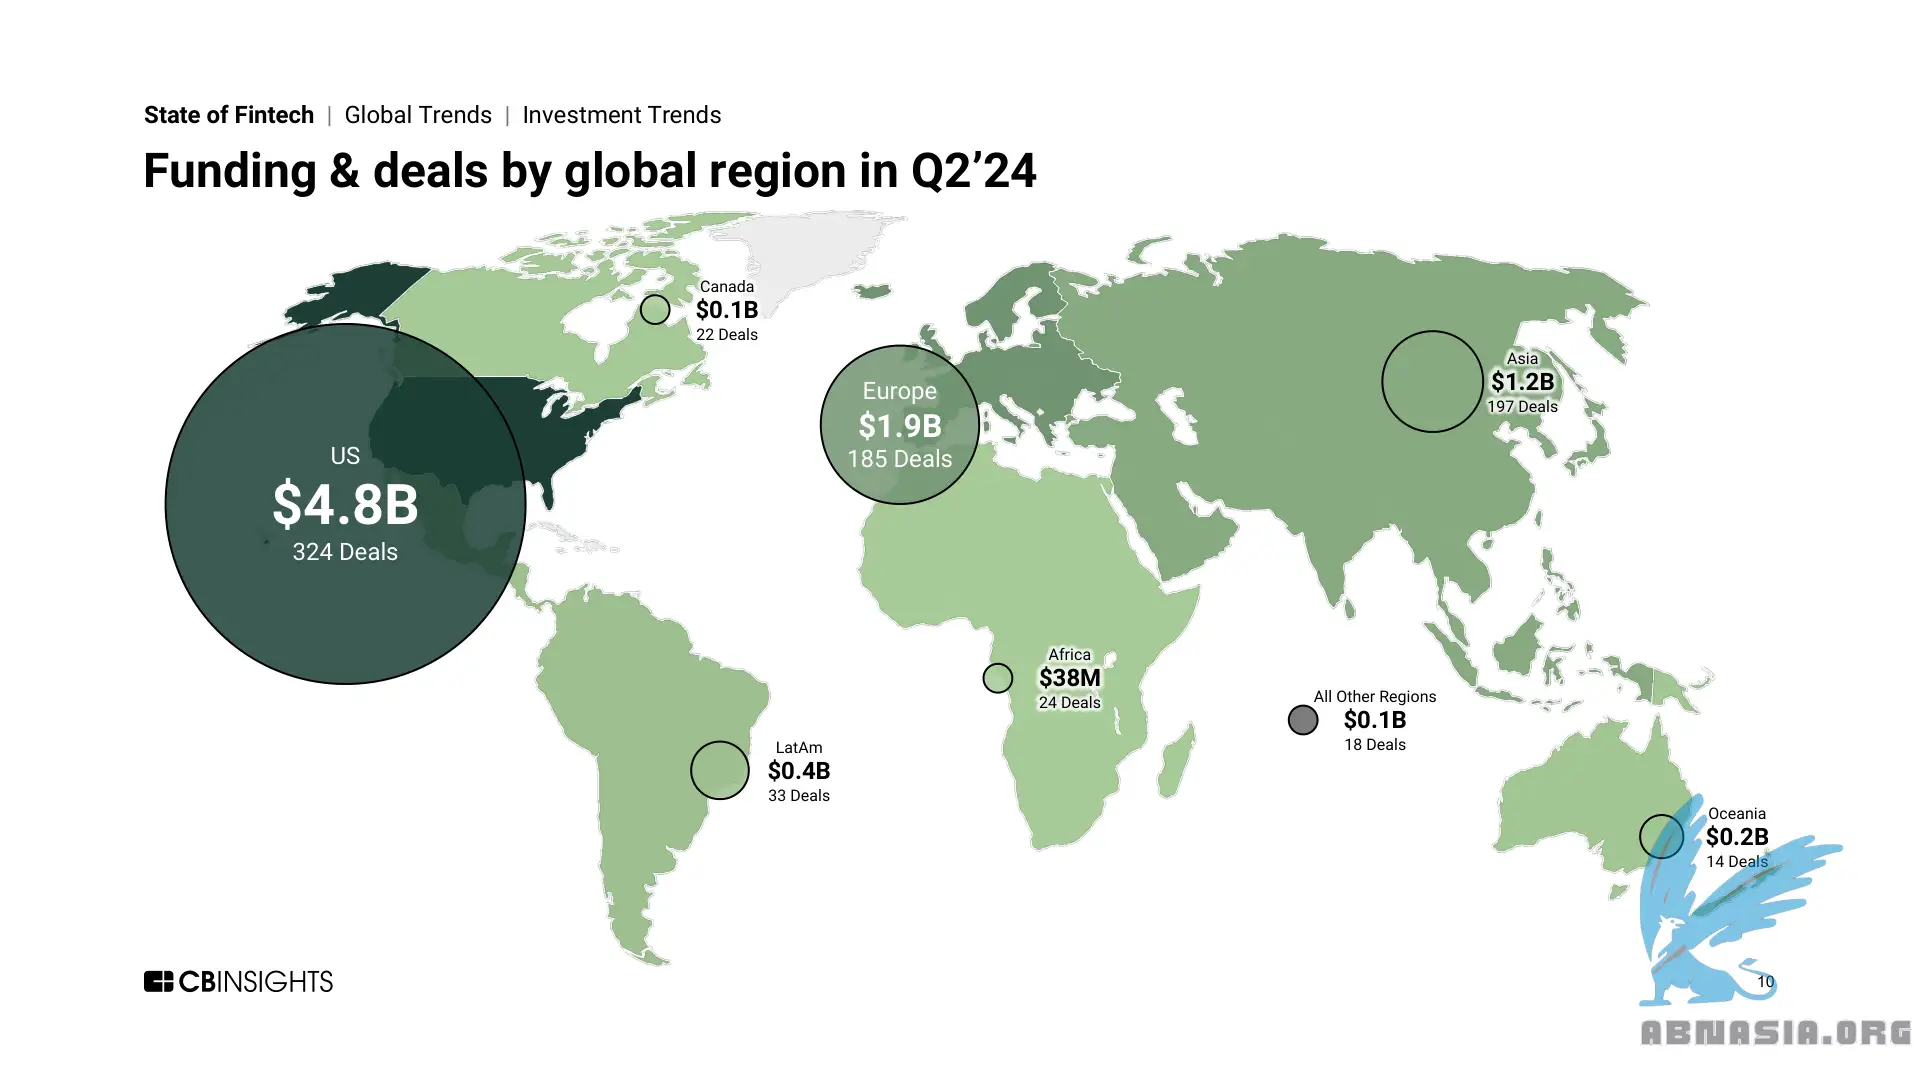 State of Fintech | Global Trends | Investment Trends
Funding & deals by global region in Q2’24
Canada
$0.1B
22 Deals
Asia
$1.2B
197 Deals
Europe
$1.9B
185 Deals
US
$4.8B
324 Deals
Africa
$38M
24 Deals
All Other Regions
$0.1B
18 Deals
LatAm
$0.4B
33 Deals
Oceania
$0.2B
14 Deals
CBINSIGHTS
10
ABNASIA.ORG